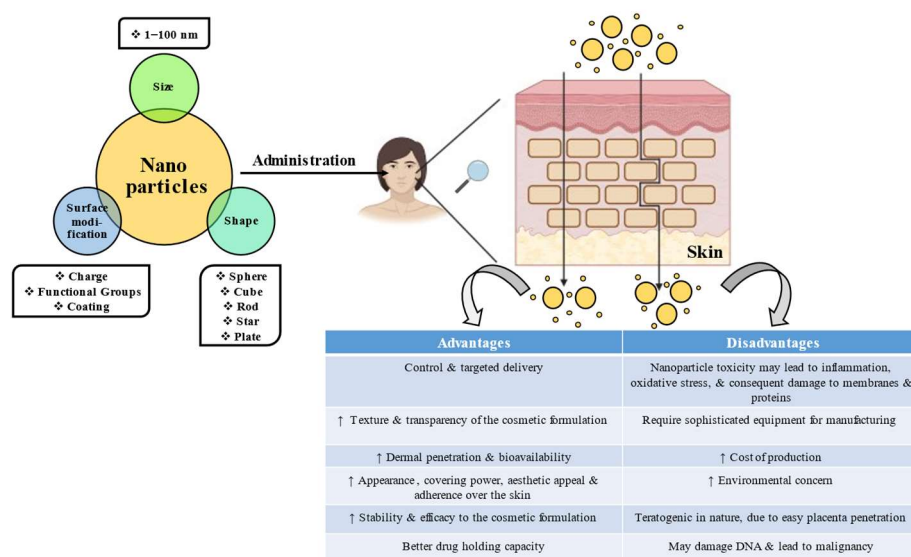 ❖ 1–100 nm
Size
Nano
particles
Surface
modi-
fication
Shape
❖ Charge
❖ Functional Groups
❖ Coating
❖ Sphere
❖ Cube
❖ Rod
❖ Star
❖ Plate
Administration
Skin
Advantages
Disadvantages
Control & targeted delivery
Nanoparticle toxicity may lead to inflammation,
oxidative stress, & consequent damage to membranes &
proteins
↑ Texture & transparency of the cosmetic formulation
Require sophisticated equipment for manufacturing
↑ Dermal penetration & bioavailability
↑ Cost of production
↑ Appearance , covering power, aesthetic appeal &
adherence over the skin
↑ Environmental concern
↑ Stability & efficacy to the cosmetic formulation
Teratogenic in nature, due to easy placenta penetration
Better drug holding capacity
May damage DNA & lead to malignancy